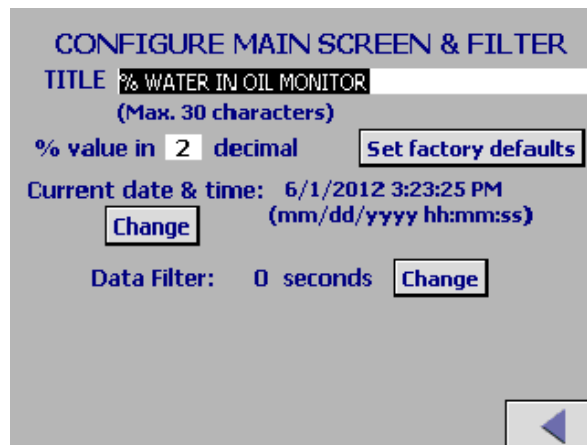 CONFIGURE MAIN SCREEN & FILTER
TITLE % WATER IN OIL MONITOR
(Max. 30 characters)
% value in 2 decimal Set factory defaults
Current date & time: 6/1/2012 3:23:25 PM
Change (mm/dd/yyyy hh:mm:ss)
Data Filter: 0 seconds Change